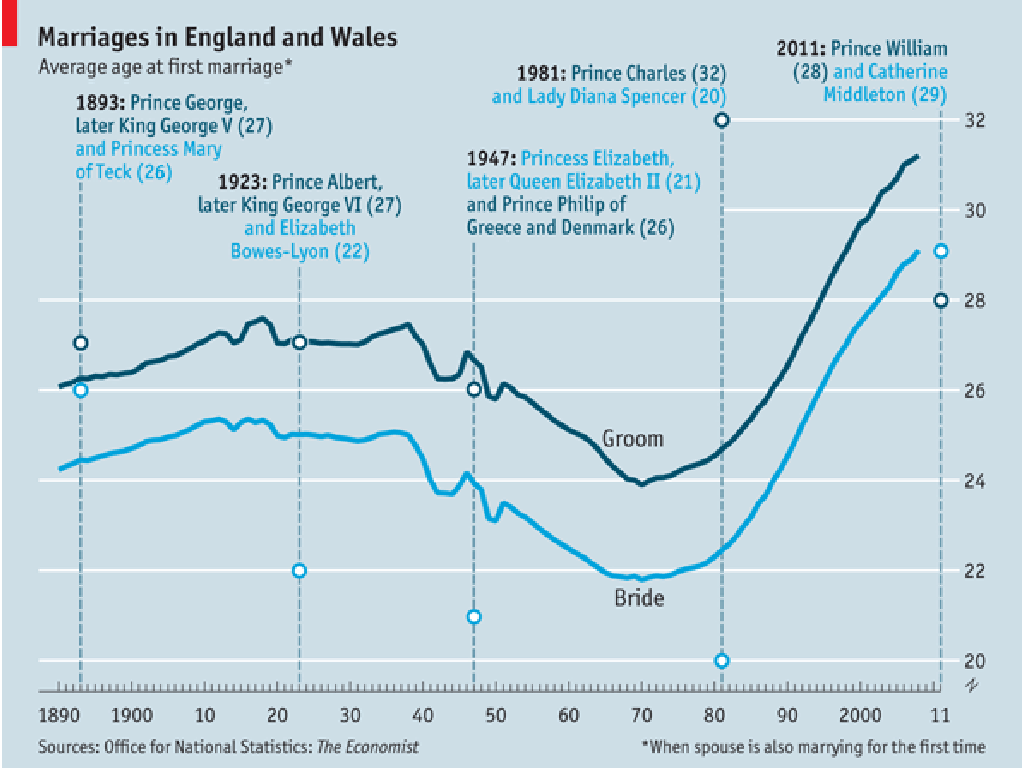 Marriages in England and Wales
Average age at first marriage*
1893: Prince George,
later King George V (27)
and Princess Mary
of Teck (26)
1923: Prince Albert,
later King George VI (27)
and Elizabeth
Bowes-Lyon (22)
1947: Princess Elizabeth,
later Queen Elizabeth II (21)
and Prince Philip of
Greece and Denmark (26)
1981: Prince Charles (32)
and Lady Diana Spencer (20)
2011: Prince William
(28) and Catherine
Middleton (29)
32
30
28
26
24
22
20
Groom
Bride
1890 1900 10 20 30 40 50 60 70 80 90 2000 11
Sources: Office for National Statistics: The Economist
*When spouse is also marrying for the first time